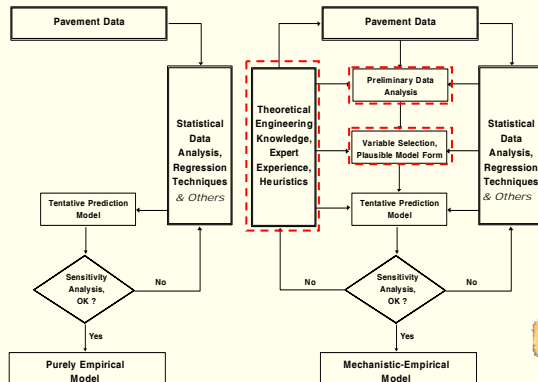 Pavement Data
Statistical
Data
Analysis,
Regression
Techniques
& Others
Tentative Prediction
Model
Sensitivity
Analysis,
OK ?
No
Yes
Purely Empirical
Model
Pavement Data
Preliminary Data
Analysis
Theoretical
Engineering
Knowledge,
Expert
Experience,
Heuristics
Variable Selection,
Plausible Model Form
Statistical
Data
Analysis,
Regression
Techniques
& Others
Tentative Prediction
Model
No
Sensitivity
Analysis,
OK ?
No
Yes
Mechanistic-Empirical
Model